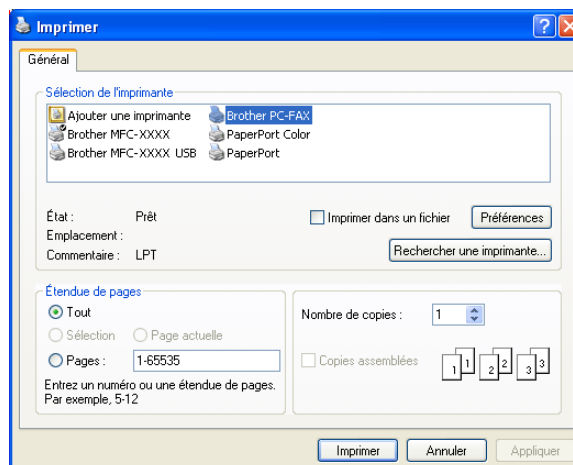 Imprimer
Général
Sélection de l'imprimante
Ajouter une imprimante
Brother PC-FAX
Brother MFC-XXXX
PaperPort Color
Brother MFC-XXXX USB
PaperPort
État : Prêt
Imprimer dans un fichier
Préférences
Emplacement :
Commentaire : LPT
Rechercher une imprimante...
Étendue de pages
Tout
Sélection
Page actuelle
Pages : 1-65535
Entrez un numéro ou une étendue de pages.
Par exemple, 5-12
Nombre de copies : 1
Copies assemblées
1 1 2 2 3 3
Imprimer
Annuler
Appliquer